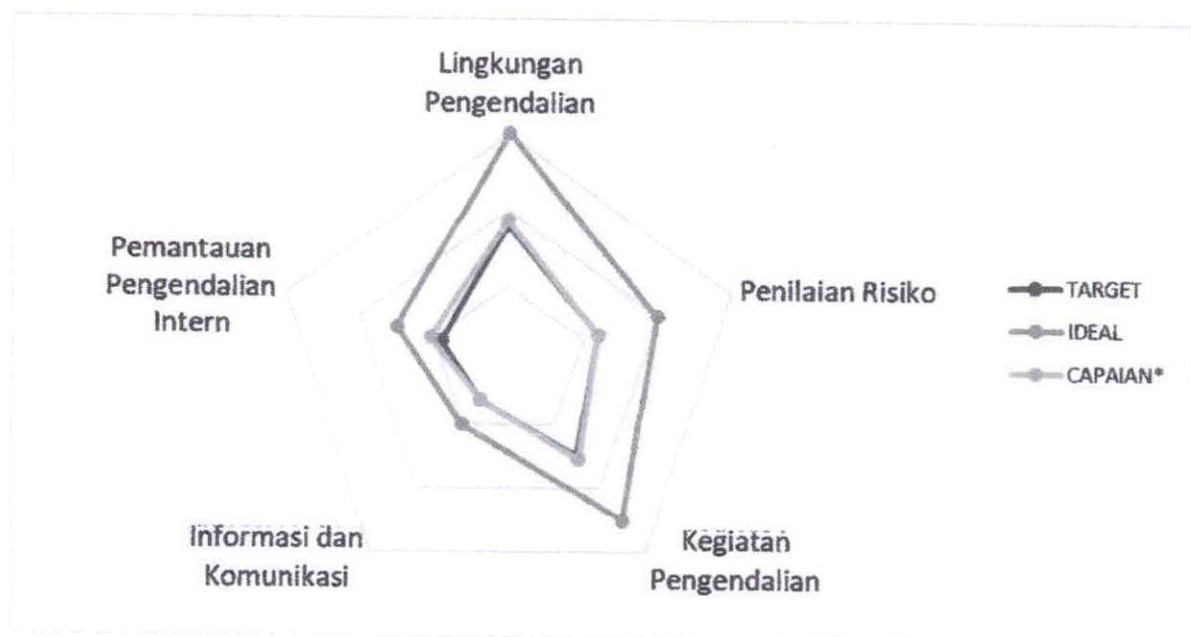 Lingkungan
Pengendalian
Pemantauan
Pengendalian
Intern
Penilaian Risiko
TARGET
IDEAL
CAPAIAN*
Informasi dan
Komunikasi
Kegiatan
Pengendalian